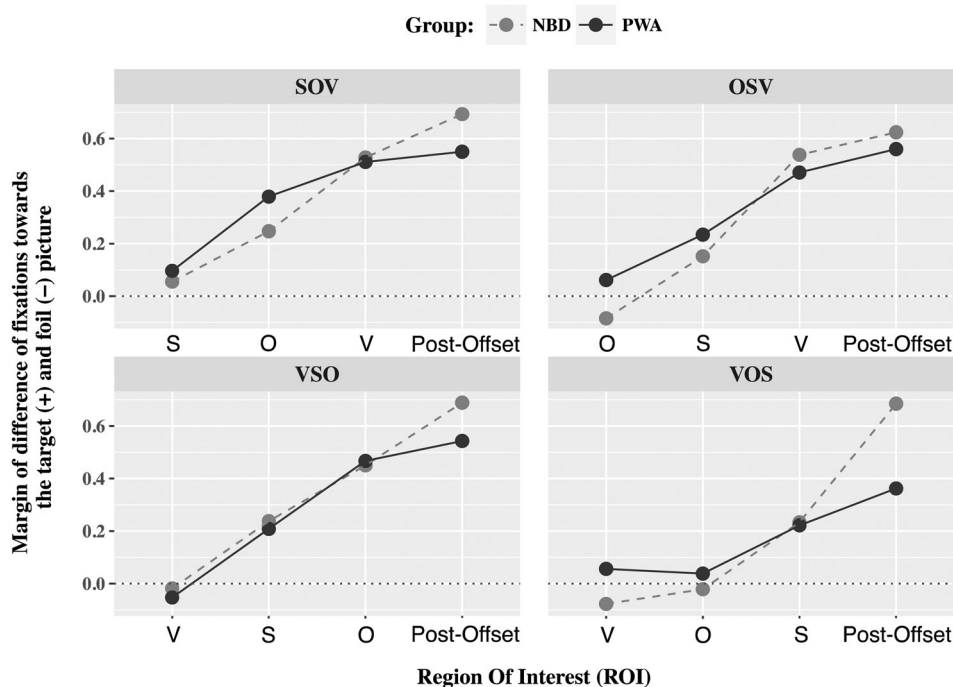 Group: NBD PWA
SOV OSV
0.6
0.4
0.2
0.0
S O V Post-Offset O S V Post-Offset
VSO VOS
0.6
0.4
0.2
0.0
V S O Post-Offset V O S Post-Offset
Margin of difference of fixations towards
the target (+) and foil (−) picture
Region Of Interest (ROI)